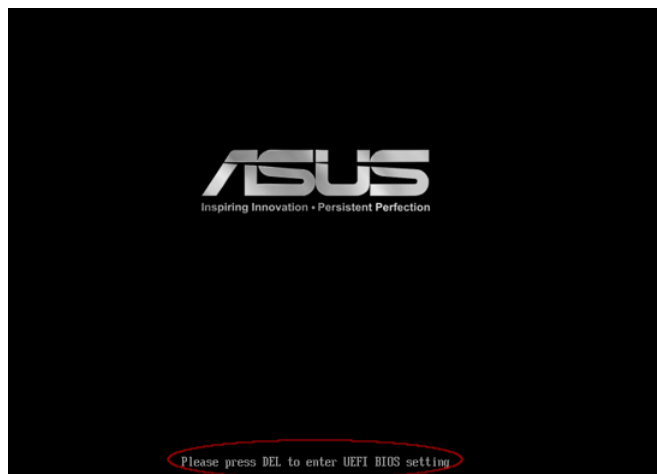 ASUS
Inspiring Innovation • Persistent Perfection
Please press DEL to enter UEFI BIOS setting